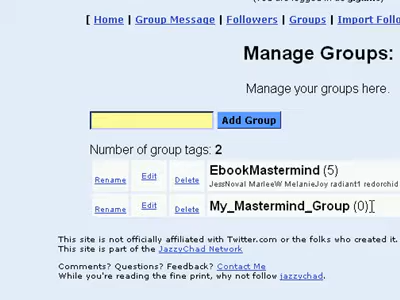 [ Home | Group Message | Followers | Groups | Import Follo
Manage Groups:
Manage your groups here.
Add Group
Number of group tags: 2
Rename Edit Delete EbookMastermind (5)
JessNoval MarleeW MelanieJoy radiant1 redorchid
Rename Edit Delete My_Mastermind_Group (0)
This site is not officially affiliated with Twitter.com or the folks who created it.
This site is part of the JazzyChad Network
Comments? Questions? Feedback? Contact Me
While you're reading the fine print, why not follow jazzychad.